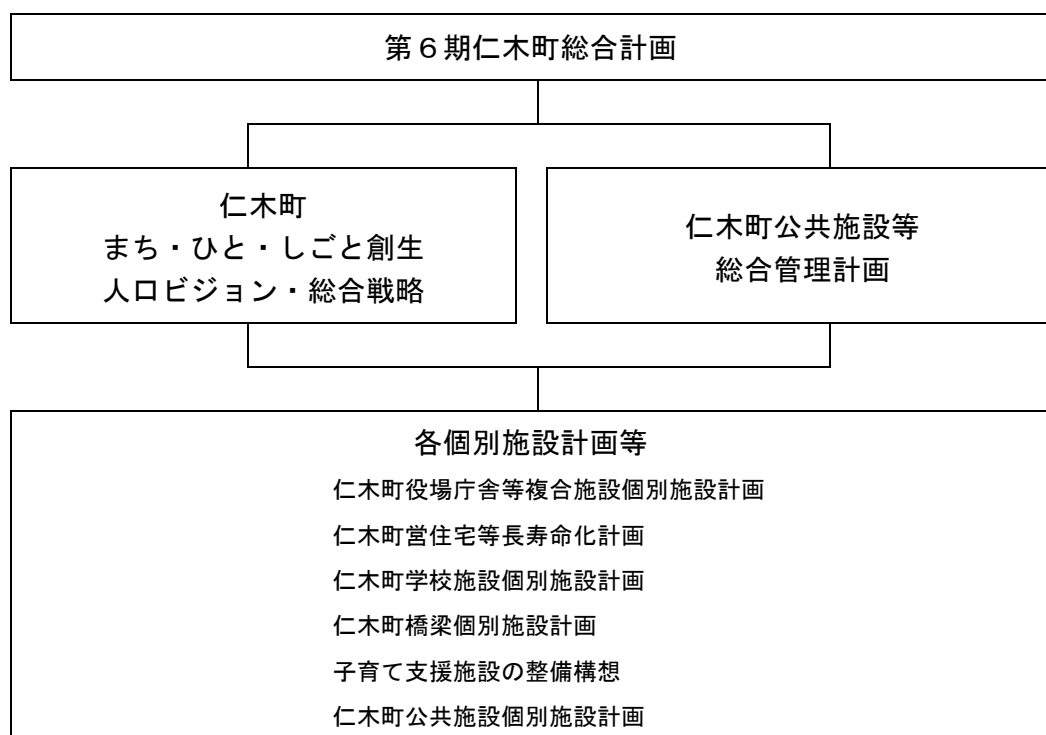 第６期仁木町総合計画
仁木町
まち・ひと・しごと創生
人口ビジョン・総合戦略
仁木町公共施設等
総合管理計画
各個別施設計画等
仁木町役場庁舎等複合施設個別施設計画
仁木町営住宅等長寿命化計画
仁木町学校施設個別施設計画
仁木町橋梁個別施設計画
子育て支援施設の整備構想
仁木町公共施設個別施設計画